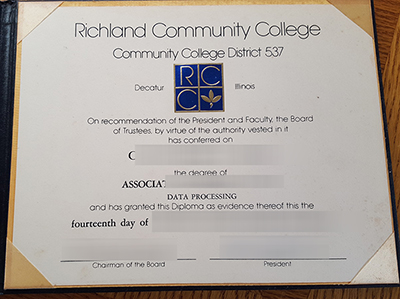 Richland Community College
Community College District 537
Decatur RCC Illinois
On recommendation of the President and Faculty, the Board
of Trustees, by virtue of the authority vested in it
has conferred on
C
the degree of
ASSOCIAT
DATA PROCESSING
and has granted this Diploma as evidence thereof this the
fourteenth day of
Chairman of the Board President